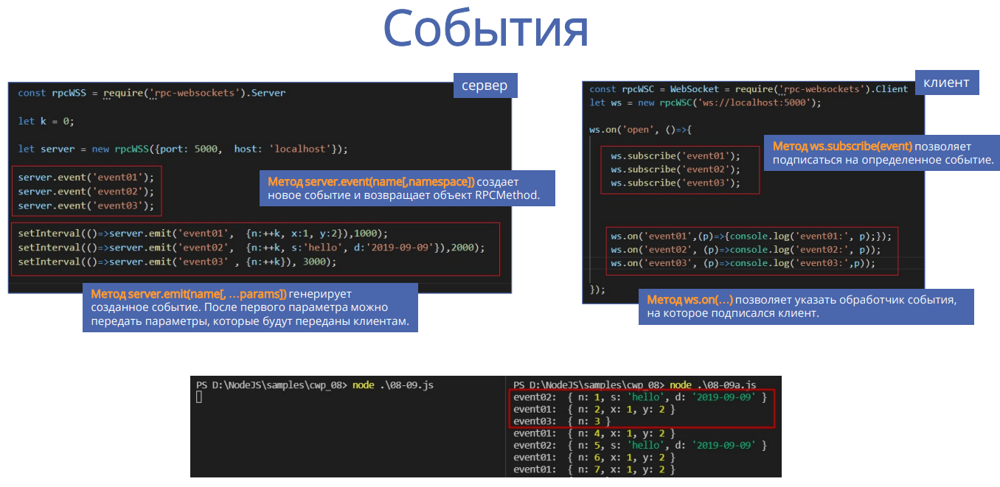 События
сервер
const rpcWSS = require('rpc-websockets').Server
let k = 0;
let server = new rpcWSS({port: 5000,  host: 'localhost'});
server.event('event01');
server.event('event02');
server.event('event03');
Метод server.event(name[,namespace]) создает
новое событие и возвращает объект RPCMethod.
setInterval(()=>server.emit('event01',  {n:++k, x:1, y:2}),1000);
setInterval(()=>server.emit('event02',  {n:++k, s:'hello', d:'2019-09-09'}),2000);
setInterval(()=>server.emit('event03' , {n:++k}), 3000);
Метод server.emit(name[, …params]) генерирует
созданное событие. После первого параметра можно
передать параметры, которые будут переданы клиентам.
клиент
const rpcWSC = WebSocket = require('rpc-websockets').Client
let ws = new rpcWSC('ws://localhost:5000');
ws.on('open', ()=>{
Метод ws.subscribe(event) позволяет
подписаться на определенное событие.
ws.subscribe('event01');
ws.subscribe('event02');
ws.subscribe('event03');
ws.on('event01',(p)=>{console.log('event01:', p);});
ws.on('event02', (p)=>console.log('event02:', p));
ws.on('event03', (p)=>console.log('event03:',p));
});
Метод ws.on(…) позволяет указать обработчик события,
на которое подписался клиент.
PS D:\NodeJS\samples\cwp_08> node .\08-09.js
PS D:\NodeJS\samples\cwp_08> node .\08-09a.js
event02:  { n: 1, s: 'hello', d: '2019-09-09' }
event01:  { n: 2, x: 1, y: 2 }
event03:  { n: 3 }
event01:  { n: 4, x: 1, y: 2 }
event02:  { n: 5, s: 'hello', d: '2019-09-09' }
event01:  { n: 6, x: 1, y: 2 }
event01:  { n: 7, x: 1, y: 2 }